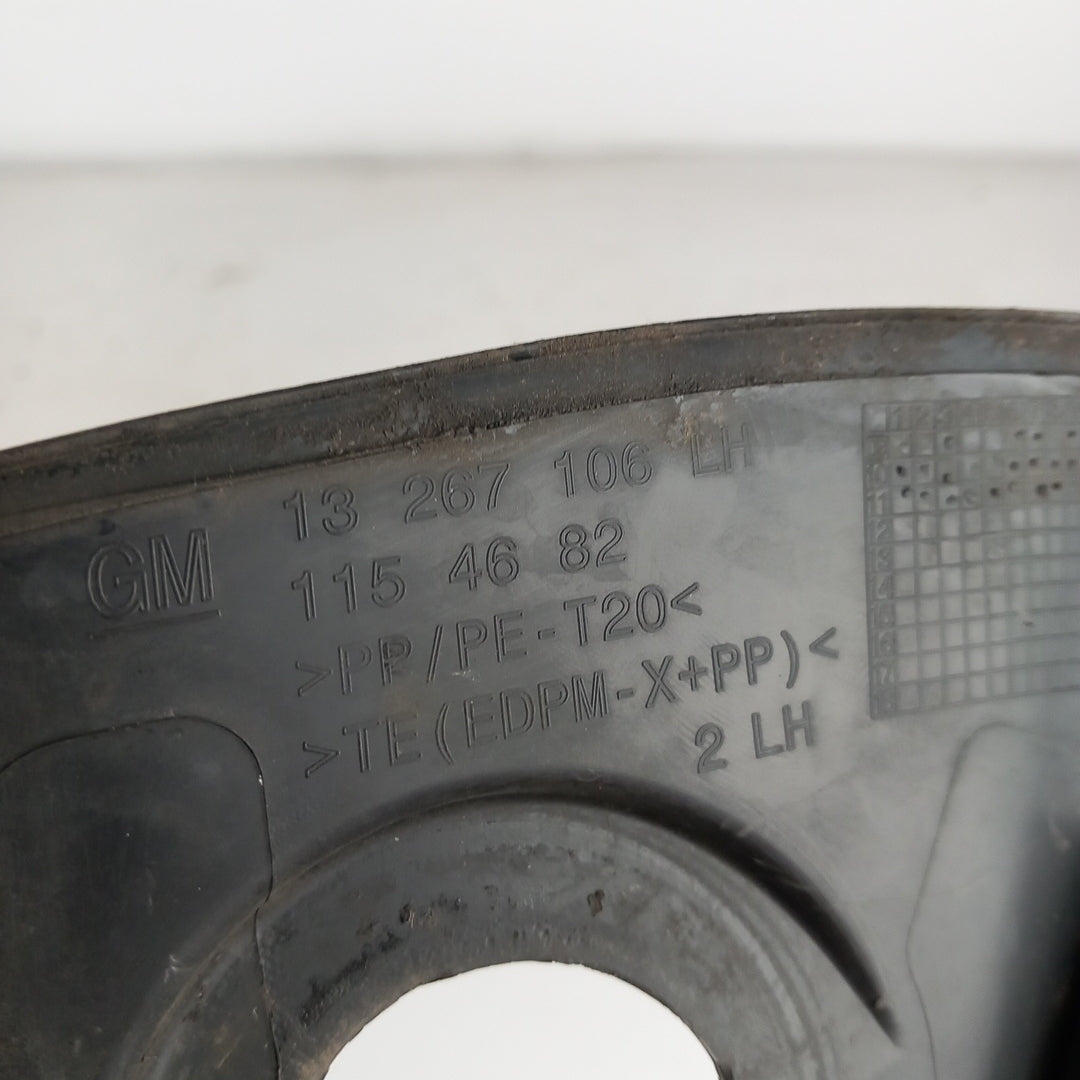 GM
13 267 106 LH
115 46 82
>PP/PE-T20<
>TE(EDPM-X+PP)<
2 LH